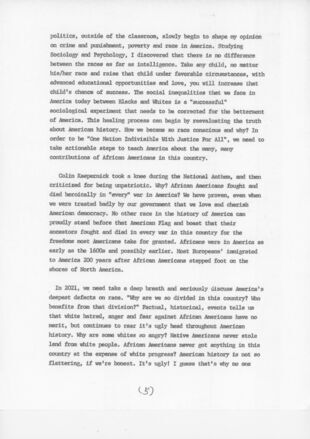 politics, outside of the classroom, slowly begin to shape my opinion
on crime and punishment, poverty and race in America. Studying
Sociology and Psychology, I discovered that there is no difference
between the races as far as intelligence. Take any child, no matter
his/her race and raise that child under favorable circumstances, with
advanced educational opportunities and love, you will increase that
child's chance of success. The social inequalities that we face in
America today between Blacks and Whites is a "successful"
sociological experiment that needs to be corrected for the betterment
of America. This healing process can begin by reevaluating the truth
about American history. How we became so race conscious and why? In
order to be "One Nation Indivisible With Justice For All", we need to
take actionable steps to teach America about the many, many
contributions of African Americans in this country.
Colin Kaepernick took a knee during the National Anthem, and then
criticised for being unpatriotic. Why? African Americans fought and
died heroically in "every" war in America? We have proven, even when
we were treated badly by our government that we love and cherish
American democracy. No other race in the history of America can
proudly stand before that American Flag and boast that their
ancestors fought and died in every war in this country for the
freedoms most Americans take for granted. Africans were in America as
early as the 1600s and possibly earlier. Most Europeans' immigrated
to America 200 years after African Americans stepped foot on the
shores of North America.
In 2021, we need to take a deep breath and seriously discuss America's
deepest defects on race. "Why are we so divided in this country? Who
benefits from that division?" Factual, historical, events tells us
that white hatred, anger and fear against African Americans have no
merit, but continues to rear it's ugly head throughout American
history. Why are some whites so angry? Native Americans never stole
land from white people. African Americans never got anything in this
country at the expense of white progress? American history is not so
flattering, if we're honest. It's ugly! I guess that's why no one
(5)